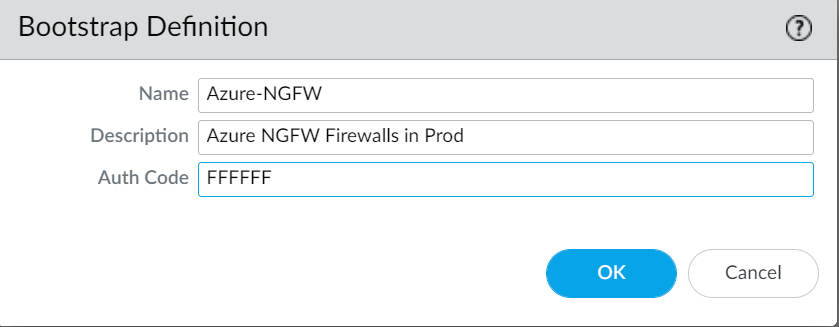 Bootstrap Definition
?
Name Azure-NGFW
Description Azure NGFW Firewalls in Prod
Auth Code FFFFFF
OK Cancel